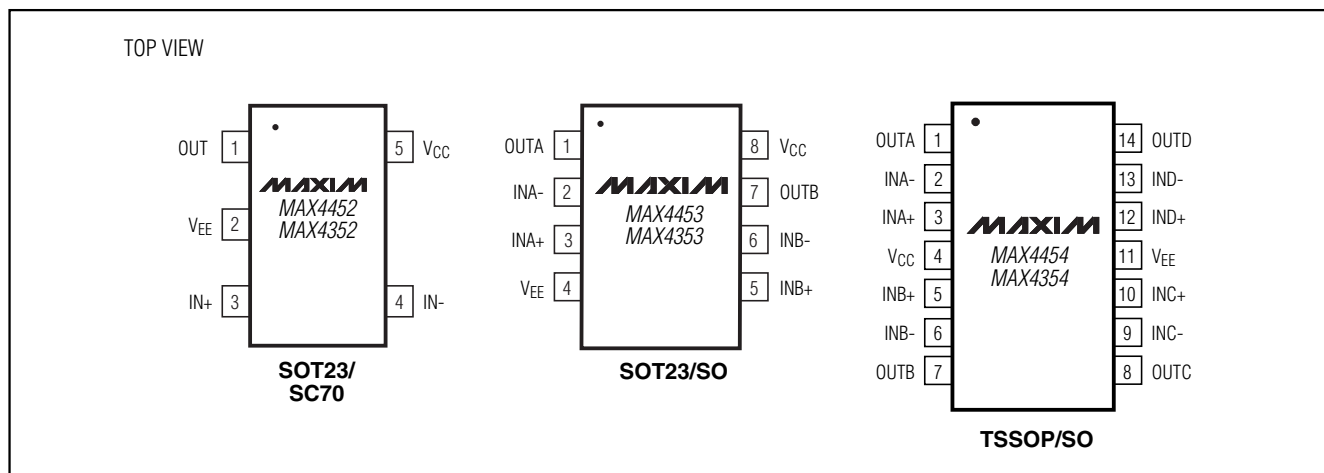 TOP VIEW
OUT 1
VEE 2
IN+ 3
5 VCC
4 IN-
MAXIM
MAX4452
MAX4352
SOT23/
SC70
OUTA 1
INA- 2
INA+ 3
VEE 4
8 VCC
7 OUTB
6 INB-
5 INB+
MAXIM
MAX4453
MAX4353
SOT23/SO
OUTA 1
INA- 2
INA+ 3
VCC 4
INB+ 5
INB- 6
OUTB 7
14 OUTD
13 IND-
12 IND+
11 VEE
10 INC+
9 INC-
8 OUTC
MAXIM
MAX4454
MAX4354
TSSOP/SO